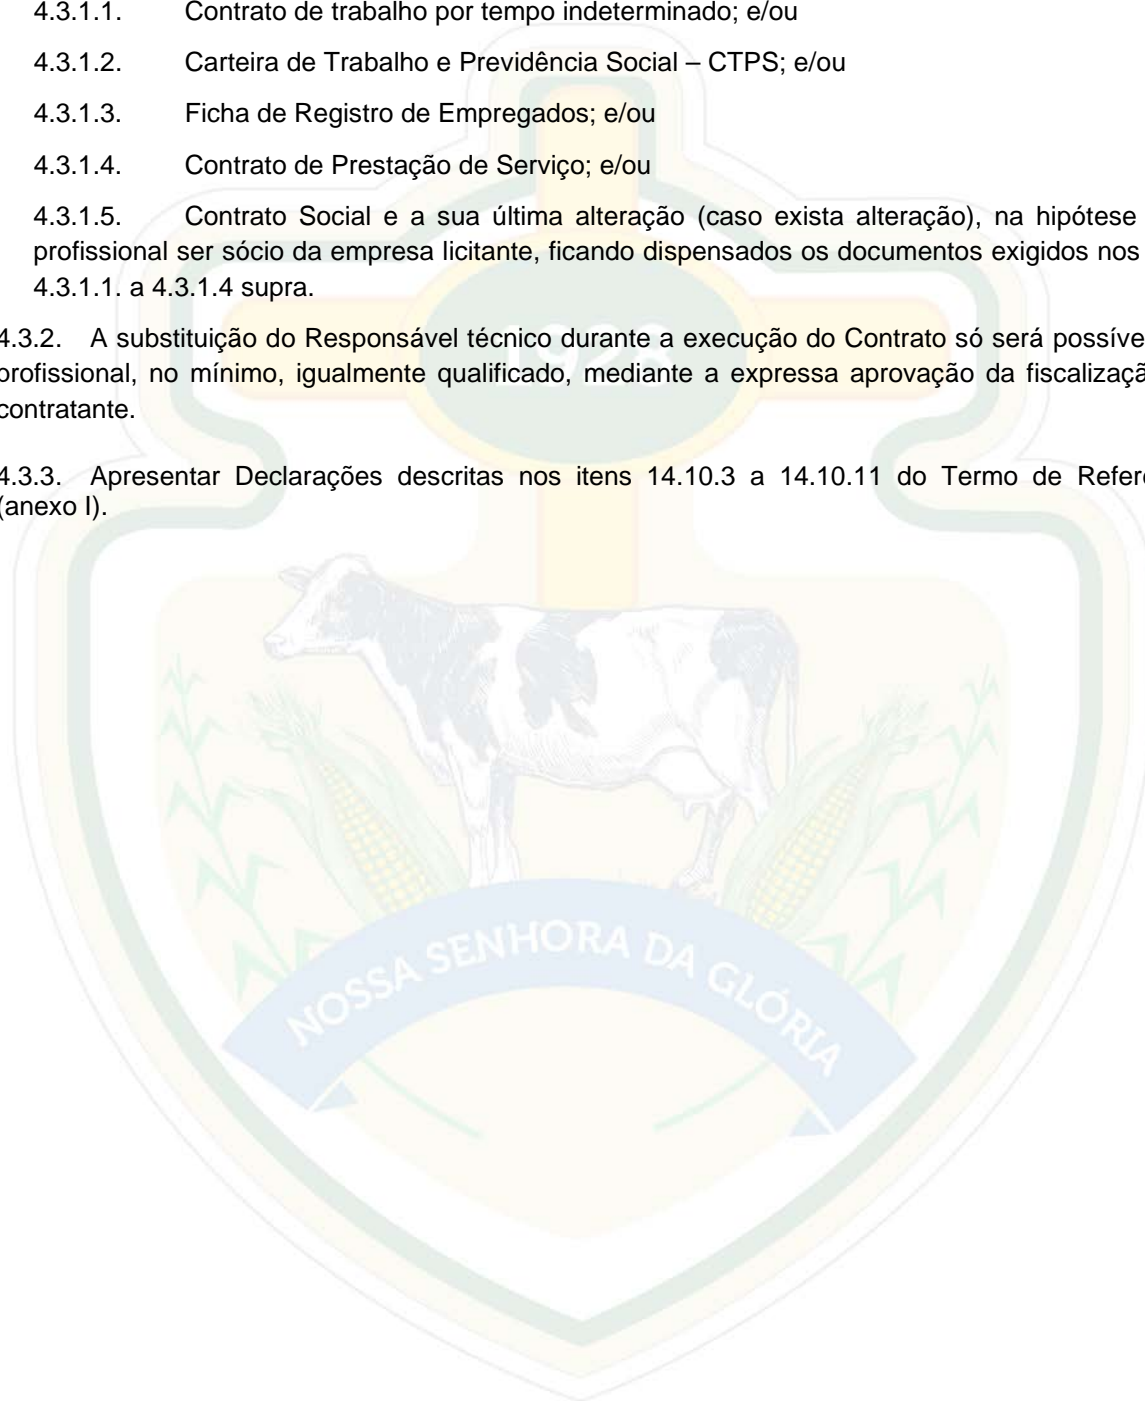 4.3.1.1. Contrato de trabalho por tempo indeterminado; e/ou
4.3.1.2. Carteira de Trabalho e Previdência Social – CTPS; e/ou
4.3.1.3. Ficha de Registro de Empregados; e/ou
4.3.1.4. Contrato de Prestação de Serviço; e/ou
4.3.1.5. Contrato Social e a sua última alteração (caso exista alteração), na hipótese
profissional ser sócio da empresa licitante, ficando dispensados os documentos exigidos nos
4.3.1.1. a 4.3.1.4 supra.
4.3.2. A substituição do Responsável técnico durante a execução do Contrato só será possíve
profissional, no mínimo, igualmente qualificado, mediante a expressa aprovação da fiscalizaçã
contratante.
4.3.3. Apresentar Declarações descritas nos itens 14.10.3 a 14.10.11 do Termo de Refer
(anexo I).
1928
NOSSA SENHORA DA GLÓRIA